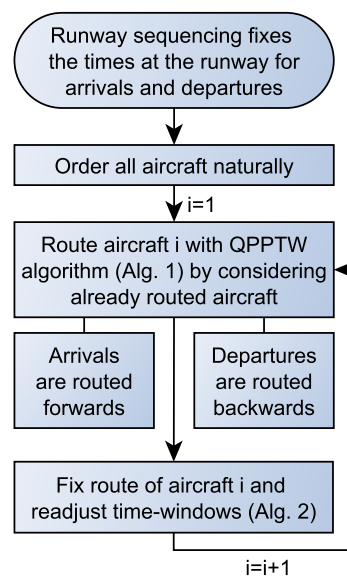 Runway sequencing fixes
the times at the runway for
arrivals and departures
Order all aircraft naturally
i=1
Route aircraft i with QPPTW
algorithm (Alg. 1) by considering
already routed aircraft
Arrivals
are routed
forwards
Departures
are routed
backwards
Fix route of aircraft i and
readjust time-windows (Alg. 2)
i=i+1